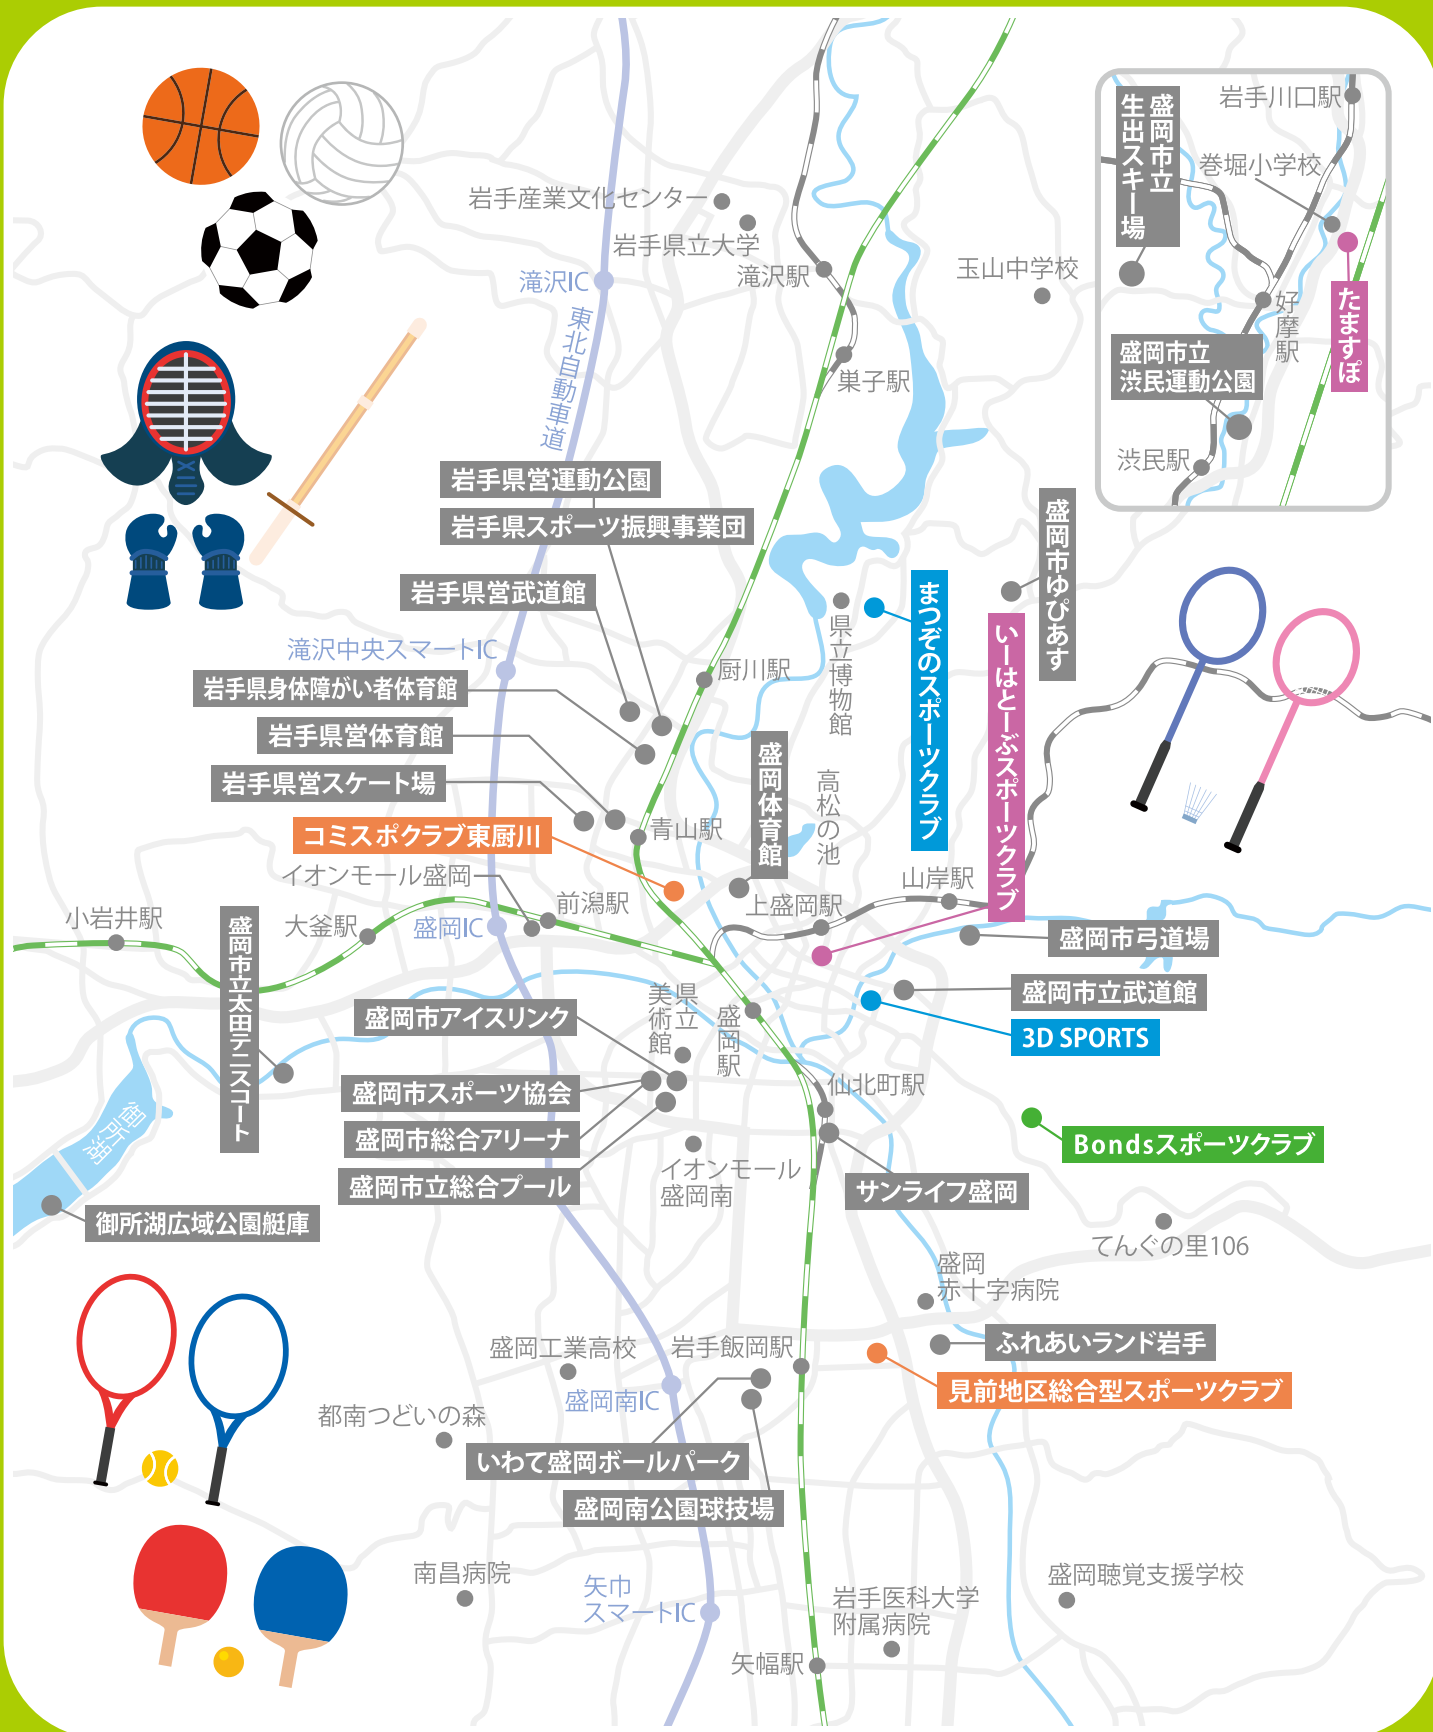 岩手産業文化センター
岩手県立大学
滝沢駅
滝沢IC
東北自動車道
玉山中学校
巣子駅
盛岡市立
生出スキー場
岩手川口駅
巻堀小学校
たますぽ
好摩駅
盛岡市立
渋民運動公園
渋民駅
岩手県営運動公園
岩手県スポーツ振興事業団
岩手県営武道館
滝沢中央スマートIC
岩手県身体障がい者体育館
岩手県営体育館
岩手県営スケート場
コミスポクラブ東厨川
イオンモール盛岡
厨川駅
県立博物館
まつぞのスポーツクラブ
いーはとーぶスポーツクラブ
盛岡市ゆぴあす
盛岡体育館
高松の池
青山駅
前潟駅
上盛岡駅
山岸駅
小岩井駅
大釜駅
盛岡IC
盛岡市立太田テニスコート
盛岡市弓道場
盛岡市立武道館
3D SPORTS
盛岡市アイスリンク
県立
美術館
盛岡駅
盛岡市スポーツ協会
盛岡市総合アリーナ
盛岡市立総合プール
仙北町駅
Bondsスポーツクラブ
イオンモール
盛岡南
サンライフ盛岡
御所湖
御所湖広域公園艇庫
てんぐの里106
盛岡
赤十字病院
ふれあいランド岩手
見前地区総合型スポーツクラブ
盛岡工業高校
岩手飯岡駅
盛岡南IC
都南つどいの森
いわて盛岡ボールパーク
盛岡南公園球技場
南昌病院
矢巾
スマートIC
岩手医科大学
附属病院
盛岡聴覚支援学校
矢幅駅